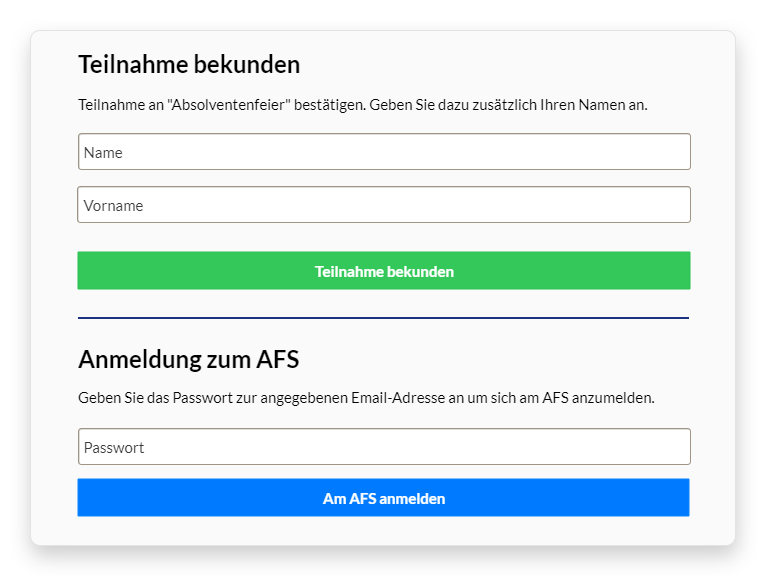 Teilnahme bekunden
Teilnahme an "Absolventenfeier" bestätigen. Geben Sie dazu zusätzlich Ihren Namen an.
Name
Vorname
Teilnahme bekunden
Anmeldung zum AFS
Geben Sie das Passwort zur angegebenen Email-Adresse an um sich am AFS anzumelden.
Passwort
Am AFS anmelden